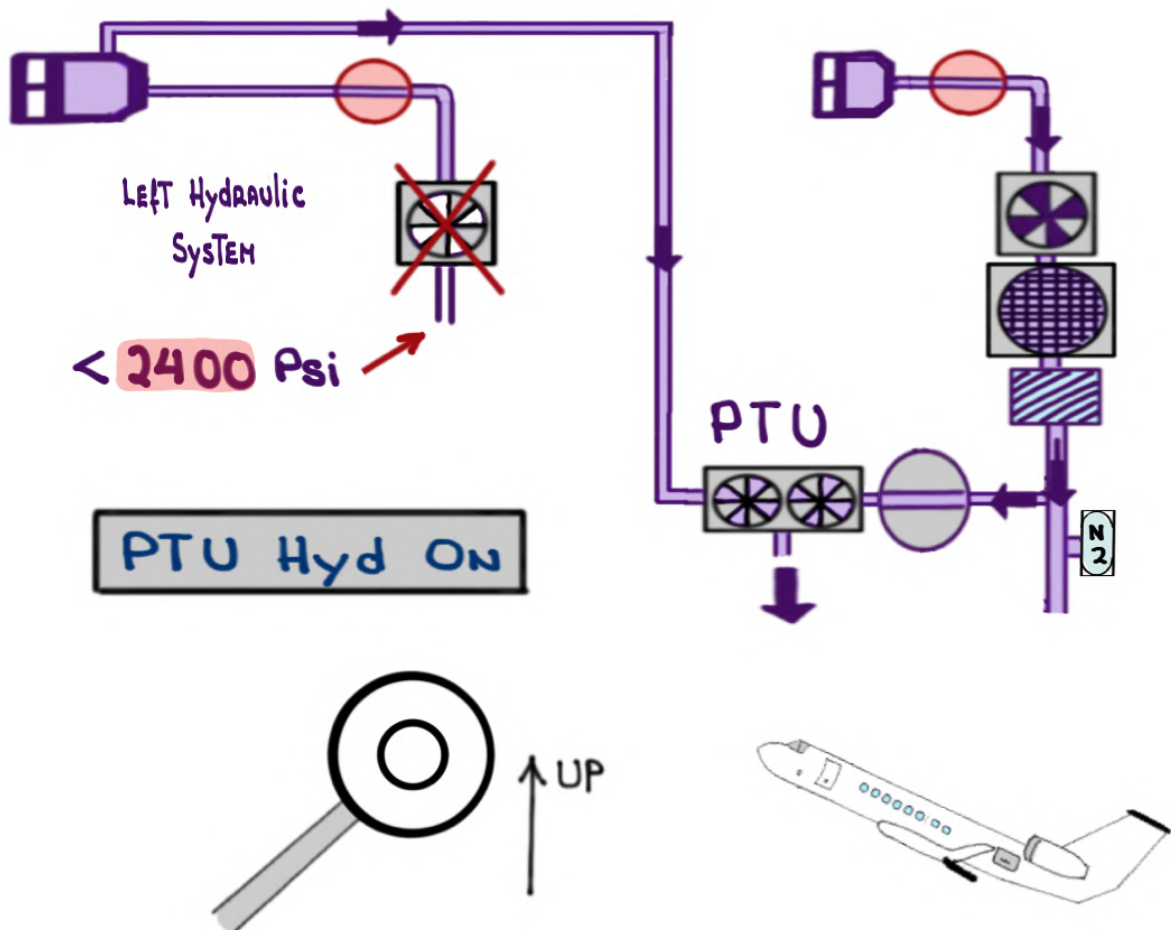 LEFT HydRAulic
SysTEM
< 2400 Psi
PTU
N
2
PTU Hyd ON
UP